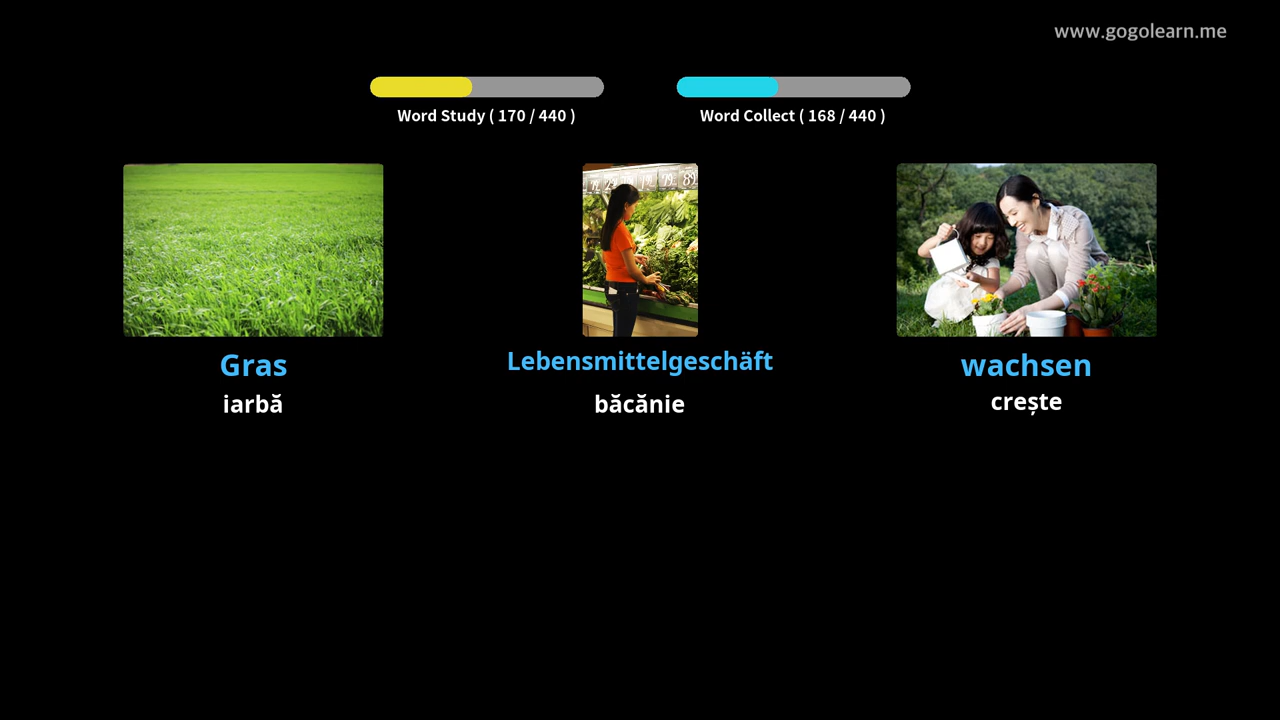 www.gogolearn.me
Word Study ( 170 / 440 )
Word Collect ( 168 / 440 )
Gras
Lebensmittelgeschäft
wachsen
iarbă
băcănie
crește